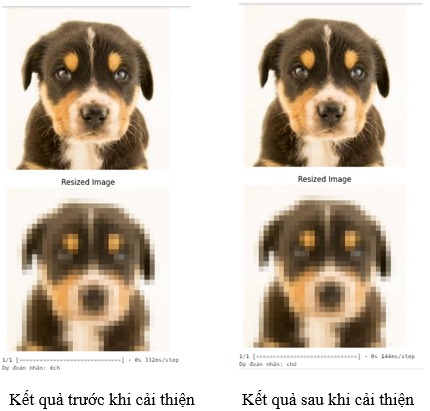 Resized Image
1/1 [==============================] - 0s 332ms/step
Dự đoán nhãn: ếch
Kết quả trước khi cải thiện
Resized Image
1/1 [==============================] - 0s 144ms/step
Dự đoán nhãn: chó
Kết quả sau khi cải thiện